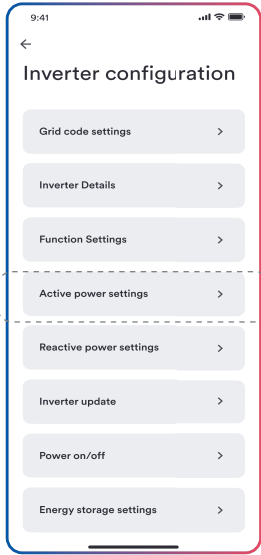 9:41
Inverter configuration
Grid code settings
Inverter Details
Function Settings
Active power settings
Reactive power settings
Inverter update
Power on/off
Energy storage settings